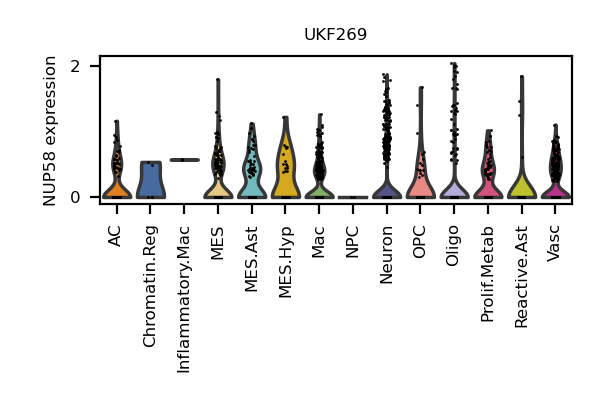 UKF269
NUP58 expression
2
0
AC
Chromatin.Reg
Inflammatory.Mac
MES
MES.Ast
MES.Hyp
Mac
NPC
Neuron
OPC
Oligo
Prolif.Metab
Reactive.Ast
Vasc